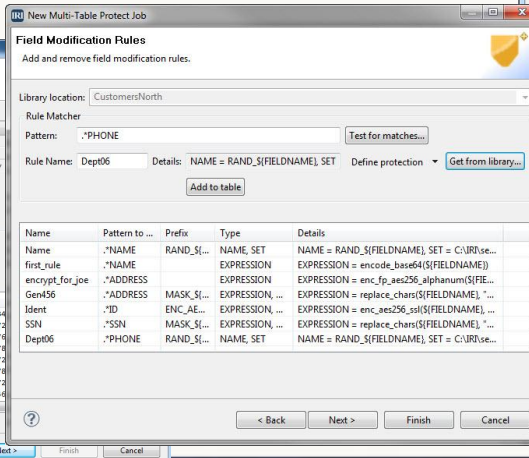 IRI New Multi-Table Protect Job
Field Modification Rules
Add and remove field modification rules.
Library location: CustomersNorth
Rule Matcher
Pattern: .*PHONE Test for matches...
Rule Name: Dept06 Details: NAME = RAND_${FIELDNAME}, SET Define protection Get from library...
Add to table
Name Pattern to ... Prefix Type Details
Name .*NAME RAND_${... NAME, SET NAME = RAND_${FIELDNAME}, SET = C:\IRI\se...
first_rule .*NAME EXPRESSION EXPRESSION = encode_base64(${FIELDNAME})
encrypt_for_joe .*ADDRESS EXPRESSION EXPRESSION = enc_fp_aes256_alphanum(${FIE...
Gen456 .*ADDRESS MASK_${... EXPRESSION, ... EXPRESSION = replace_chars(${FIELDNAME}, "...
Ident .*ID ENC_AE... EXPRESSION, ... EXPRESSION = enc_aes256_ssl(${FIELDNAME}, ...
SSN .*SSN MASK_${... EXPRESSION, ... EXPRESSION = replace_chars(${FIELDNAME}, "...
Dept06 .*PHONE RAND_${... NAME, SET NAME = RAND_${FIELDNAME}, SET = C:\IRI\se...
? < Back Next > Finish Cancel
Finish Cancel